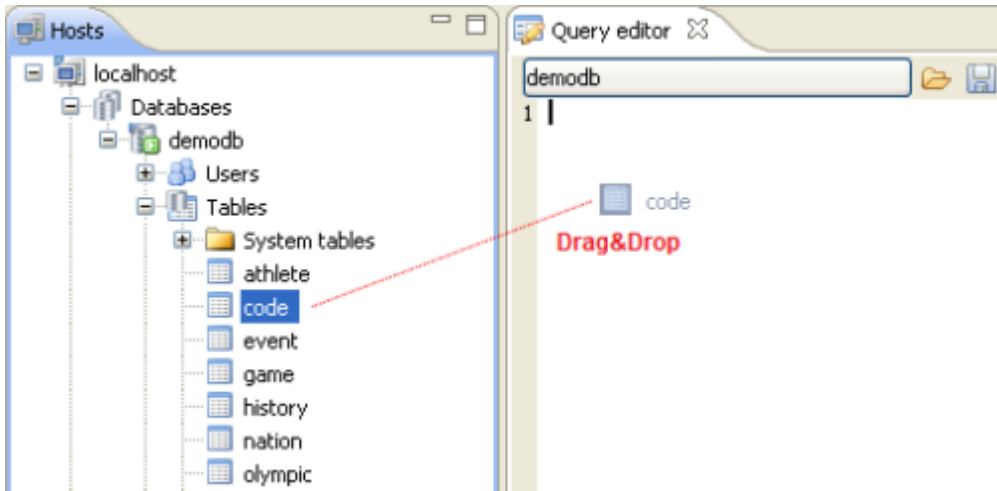 Hosts
localhost
Databases
demodb
Users
Tables
System tables
athlete
code
event
game
history
nation
olympic
Query editor
demodb
1
code
Drag&Drop